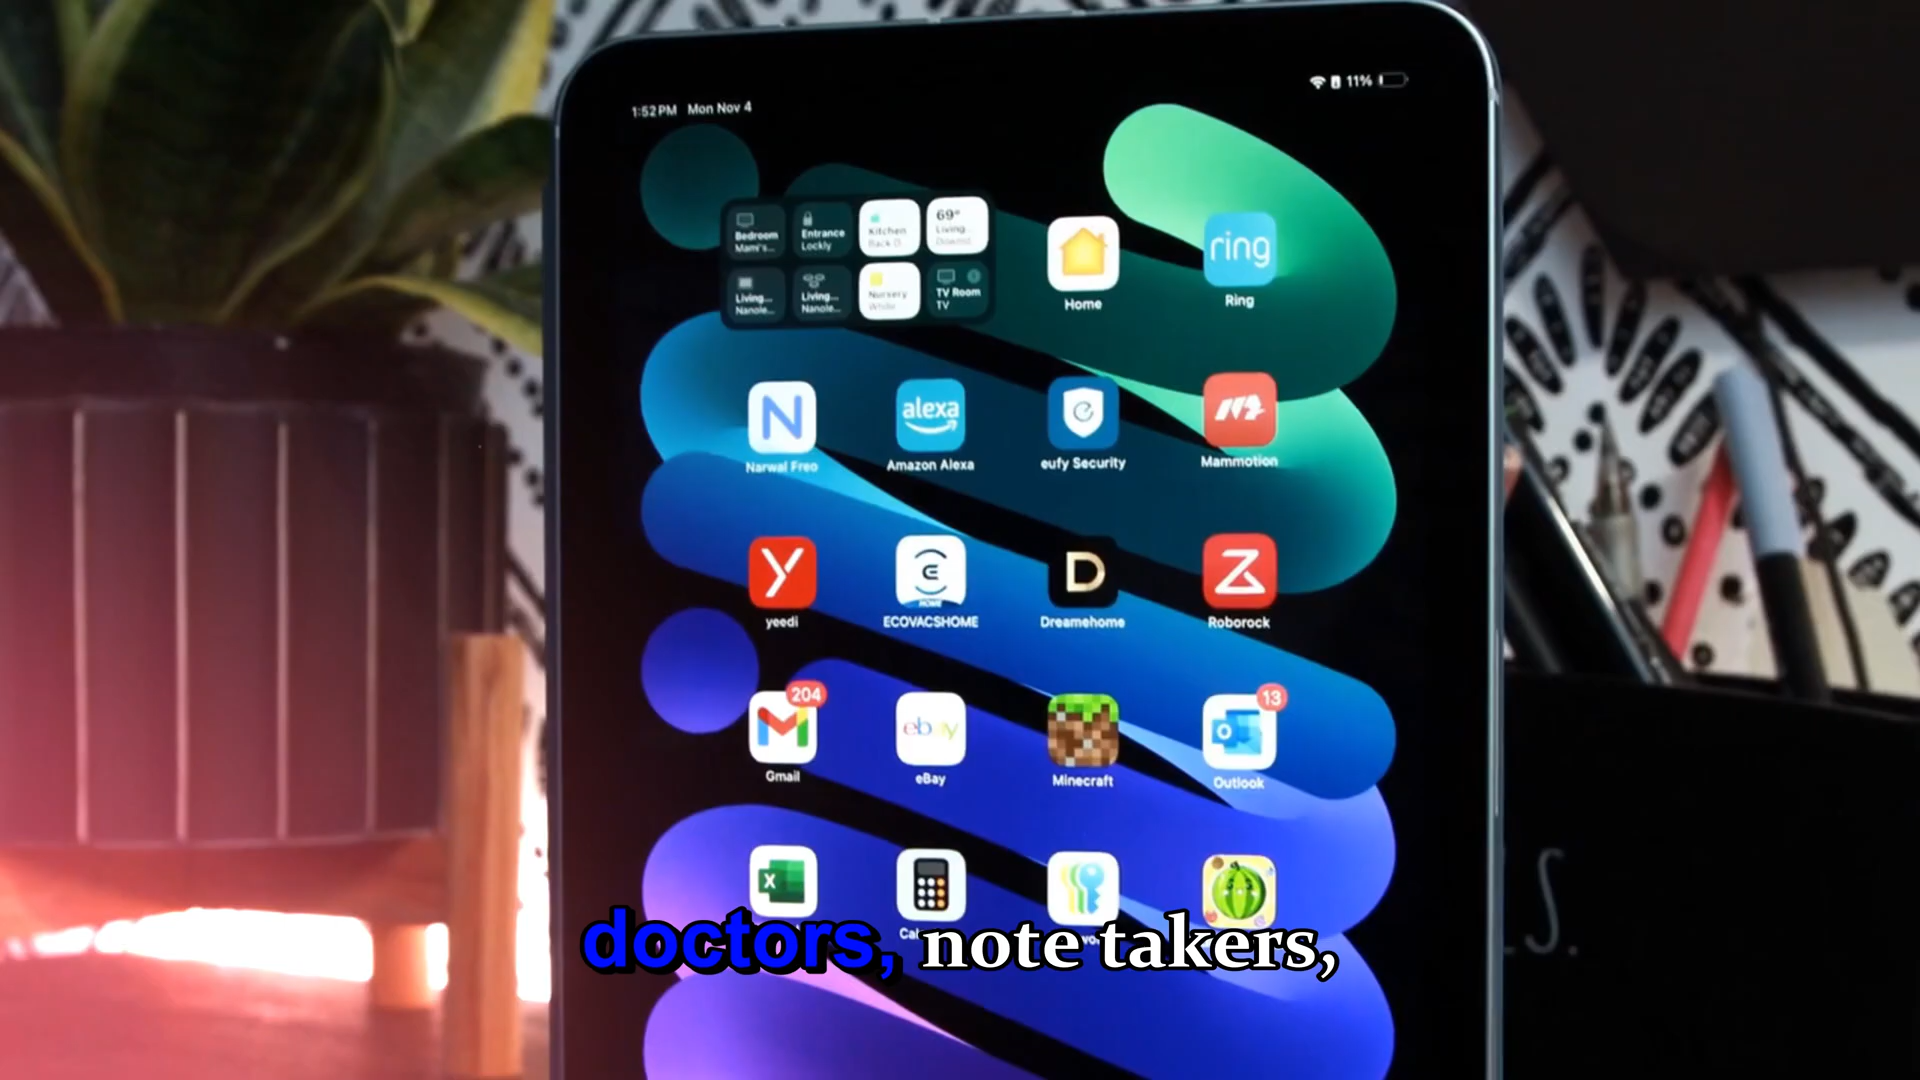 1:52 PM Mon Nov 4
11%
Bedroom
Mami's...
Entrance
Lockly
Kitchen
Back D
69°
Living...
Downst
Living...
Nanole...
Living...
Nanole...
Nursery
White
TV Room
TV
Home
ring
Ring
N
Narwal Freo
alexa
Amazon Alexa
eufy Security
Mammotion
yeedi
HOME
ECOVACSHOME
D
Dreamehome
Roborock
204
Gmail
ebay
eBay
Minecraft
13
Outlook
X
doctors, note takers,
S.